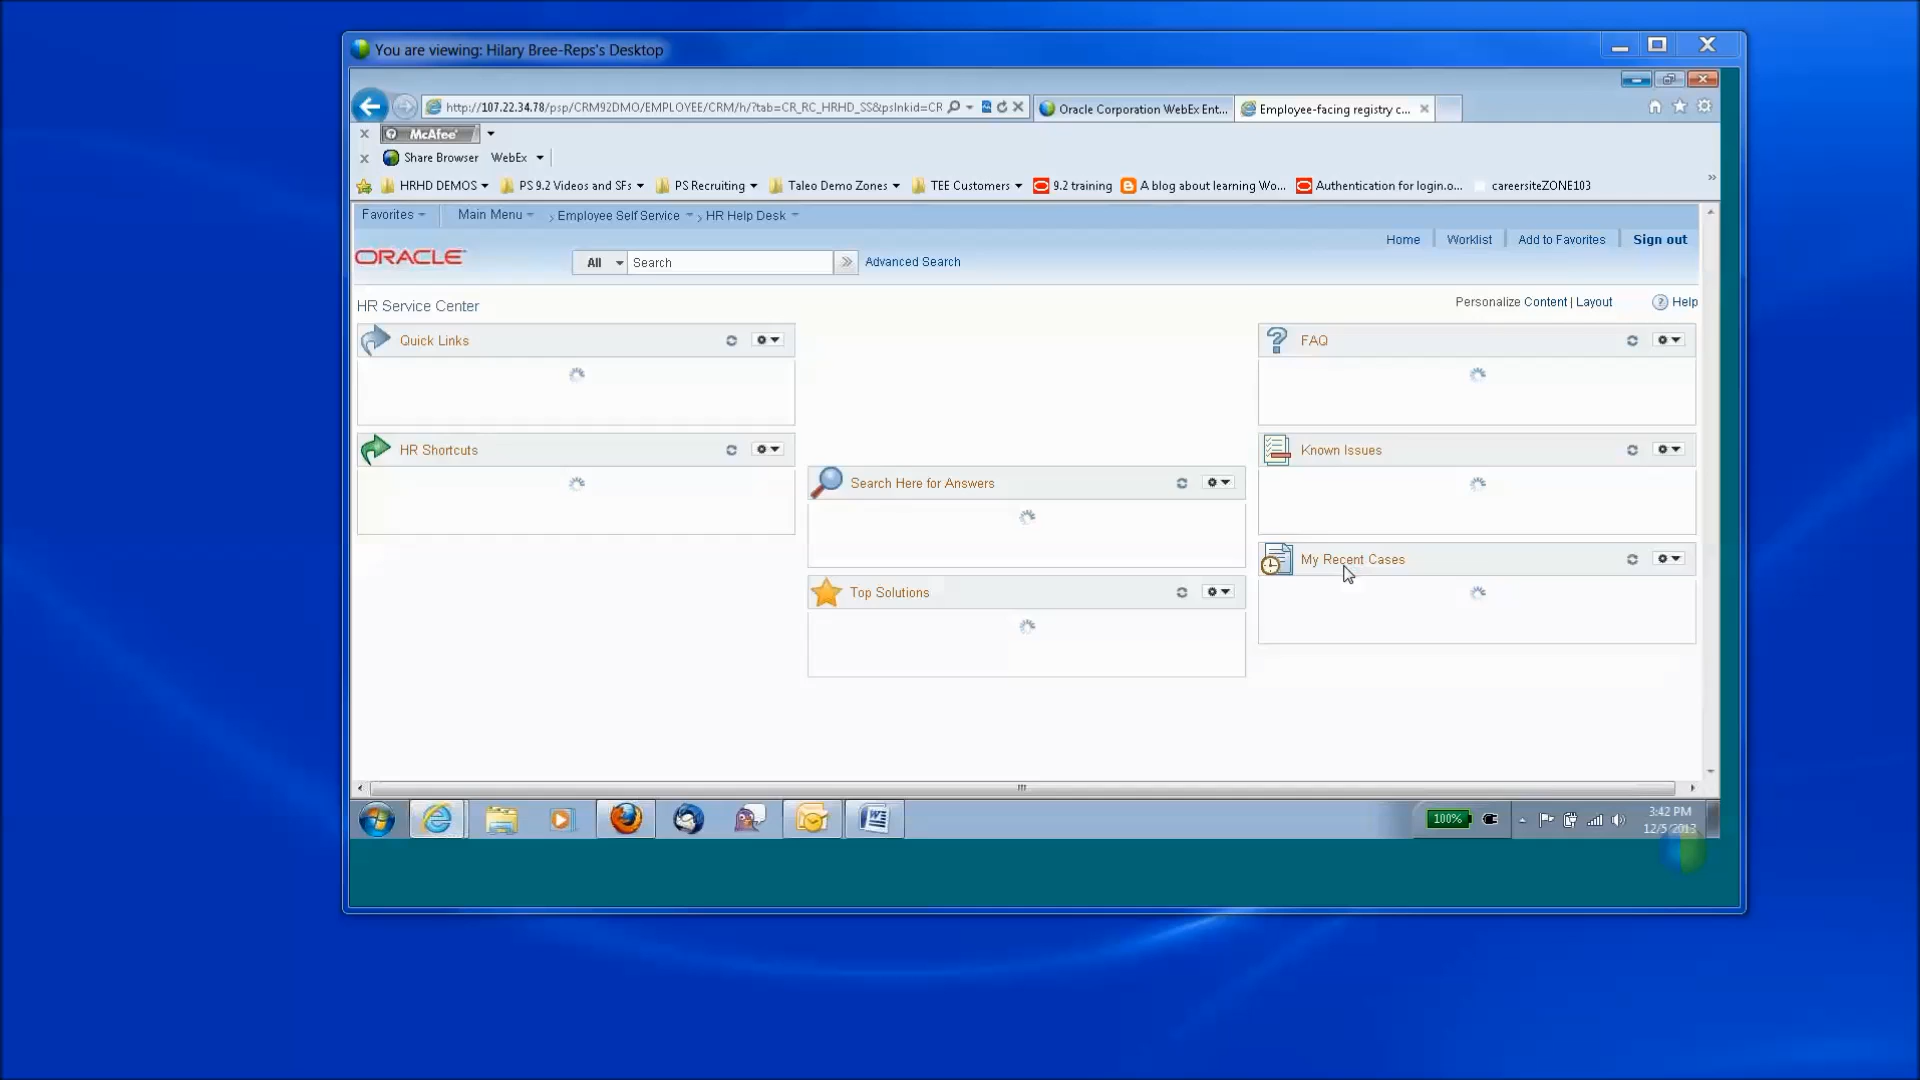 You are viewing: Hilary Bree-Reps's Desktop
http://107.22.34.78/psp/CRM92DMO/EMPLOYEE/CRM/h/?tab=CR_RC_HRHD_SS&pslnkid=CR
Oracle Corporation WebEx Ent...
Employee-facing registry c...
McAfee
Share Browser WebEx
HRHD DEMOS PS 9.2 Videos and SFs PS Recruiting Taleo Demo Zones TEE Customers 9.2 training A blog about learning Wo... Authentication for login.o... careersiteZONE103
Favorites Main Menu > Employee Self Service > HR Help Desk
Home Worklist Add to Favorites Sign out
ORACLE
All Search Advanced Search
HR Service Center
Personalize Content | Layout Help
Quick Links
FAQ
HR Shortcuts
Known Issues
Search Here for Answers
My Recent Cases
Top Solutions
100%
3:42 PM
12/5/2013